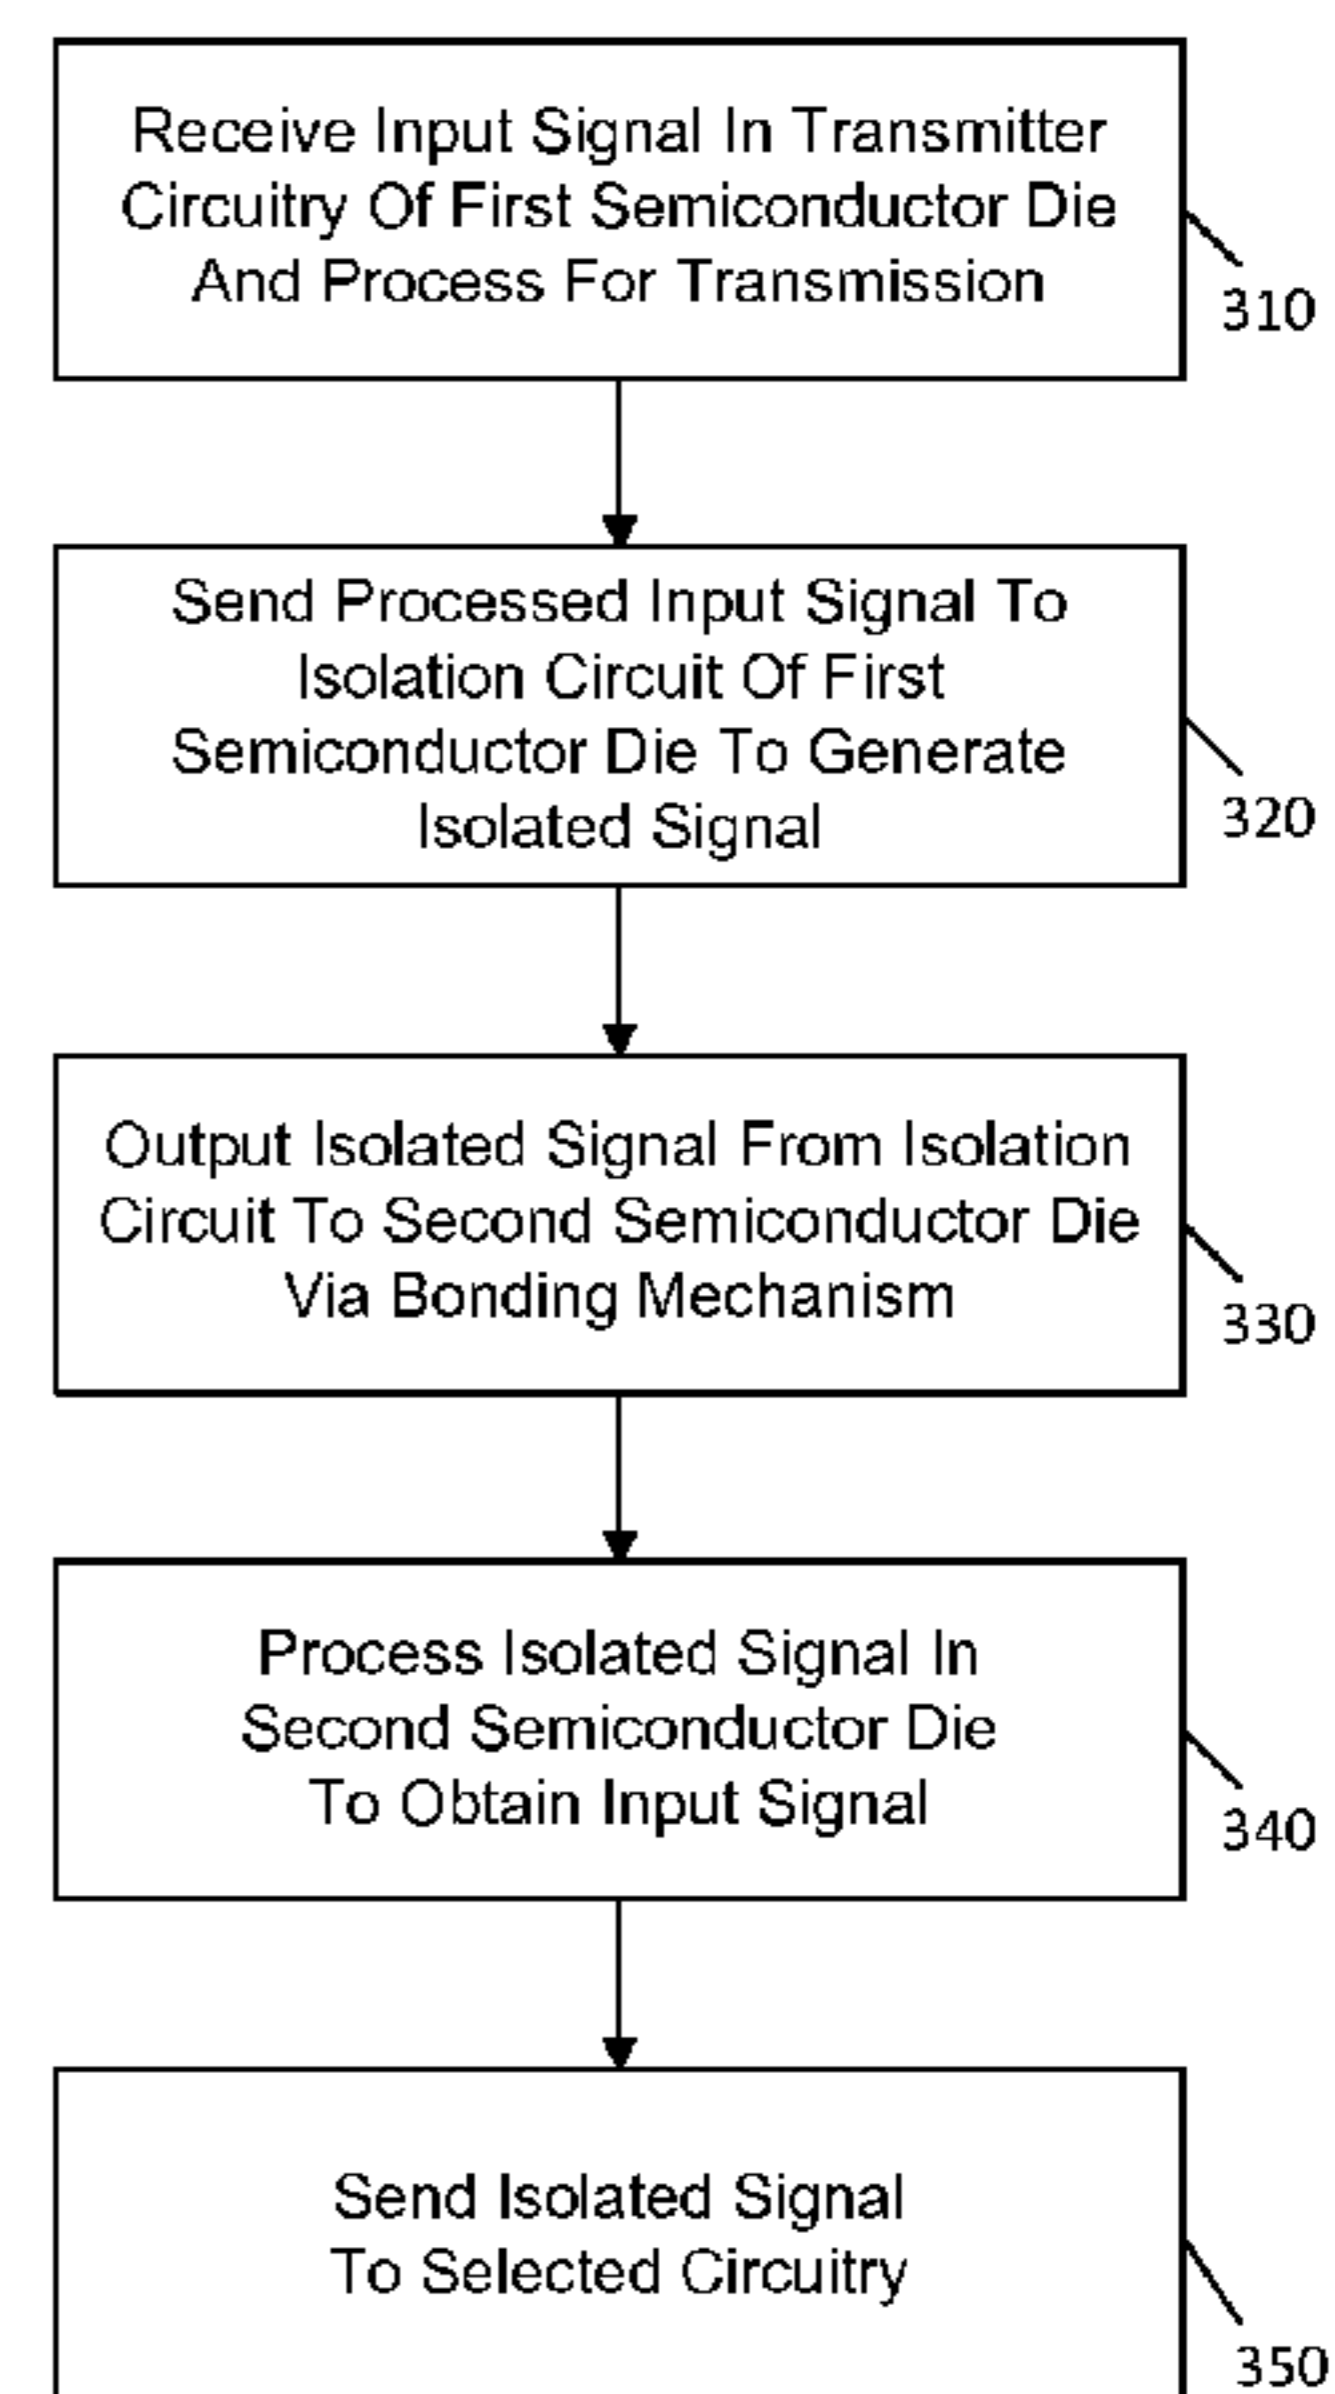 Receive Input Signal In Transmitter
Circuitry Of First Semiconductor Die
And Process For Transmission
310
Send Processed Input Signal To
Isolation Circuit Of First
Semiconductor Die To Generate
Isolated Signal
320
Output Isolated Signal From Isolation
Circuit To Second Semiconductor Die
Via Bonding Mechanism
330
Process Isolated Signal In
Second Semiconductor Die
To Obtain Input Signal
340
Send Isolated Signal
To Selected Circuitry
350